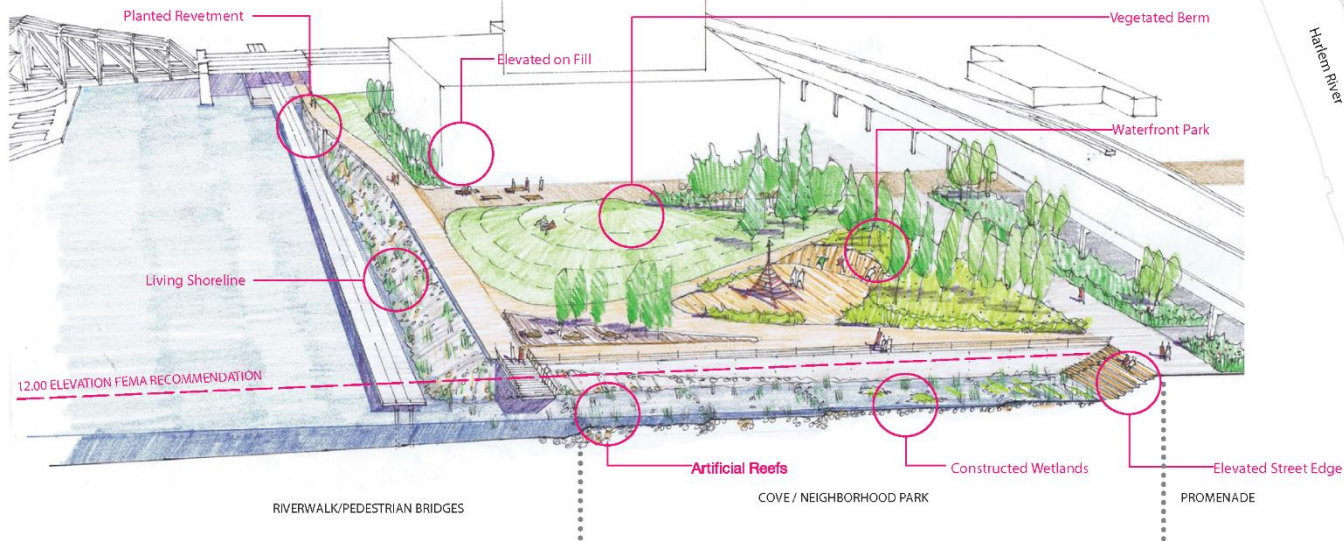 Planted Revetment
Vegetated Berm
Harlem River
Elevated on Fill
Waterfront Park
Living Shoreline
12.00 ELEVATION FEMA RECOMMENDATION
Artificial Reefs
Constructed Wetlands
Elevated Street Edge
RIVERWALK/PEDESTRIAN BRIDGES
COVE / NEIGHBORHOOD PARK
PROMENADE